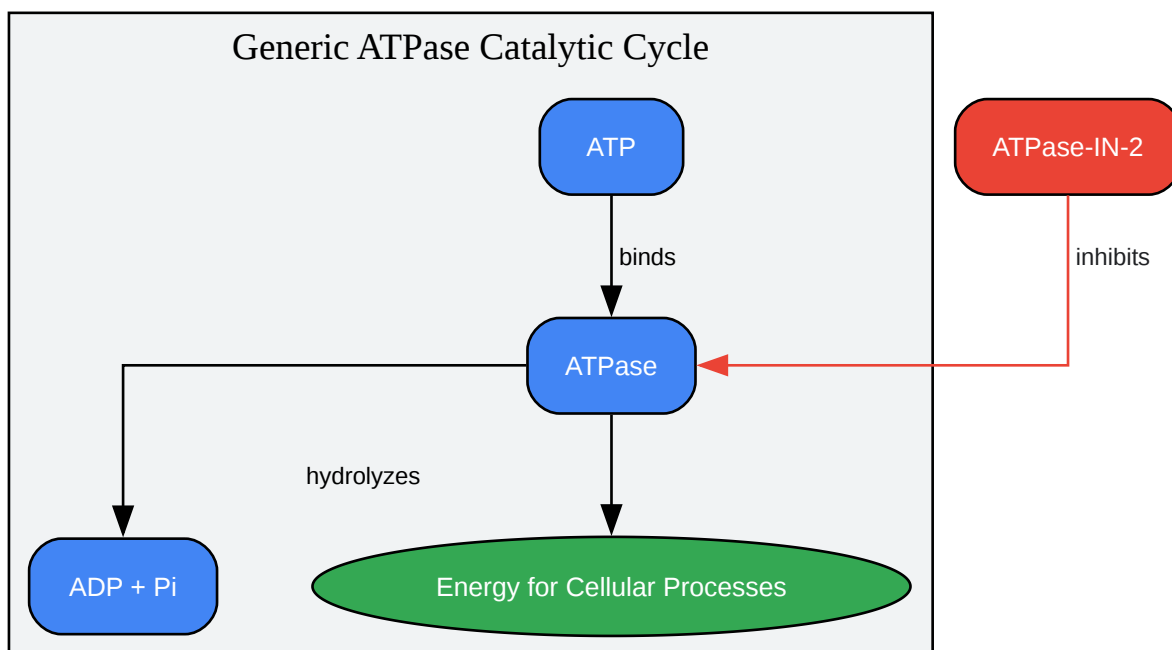 Generic ATPase Catalytic Cycle
ATP
ATPase-IN-2
binds
inhibits
ATPase
hydrolyzes
ADP + Pi
Energy for Cellular Processes